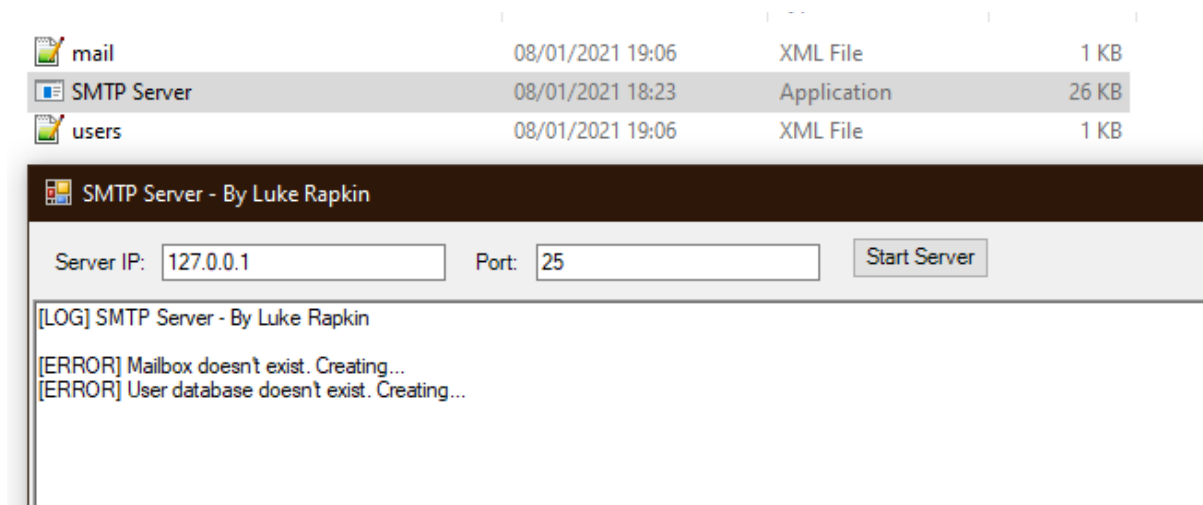 mail 08/01/2021 19:06 XML File 1 KB
SMTP Server 08/01/2021 18:23 Application 26 KB
users 08/01/2021 19:06 XML File 1 KB
SMTP Server - By Luke Rapkin
Server IP: 127.0.0.1 Port: 25 Start Server
[LOG] SMTP Server - By Luke Rapkin
[ERROR] Mailbox doesn't exist. Creating...
[ERROR] User database doesn't exist. Creating...